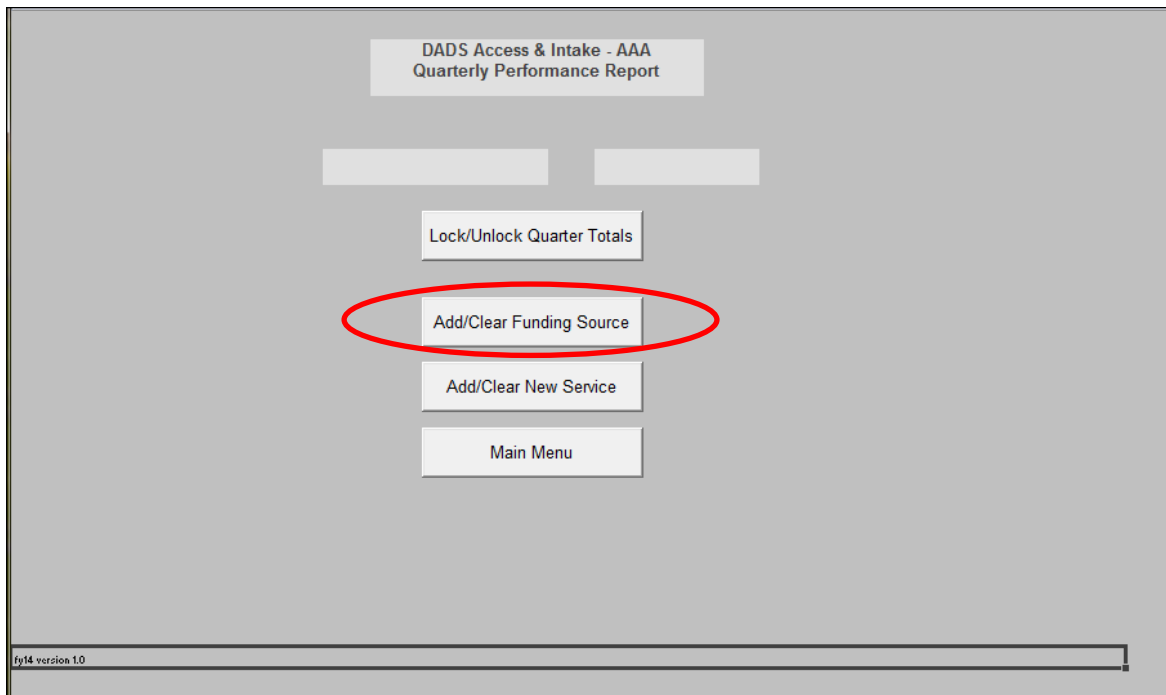 DADS Access & Intake - AAA
Quarterly Performance Report
Lock/Unlock Quarter Totals
Add/Clear Funding Source
Add/Clear New Service
Main Menu
fy14 version 1.0